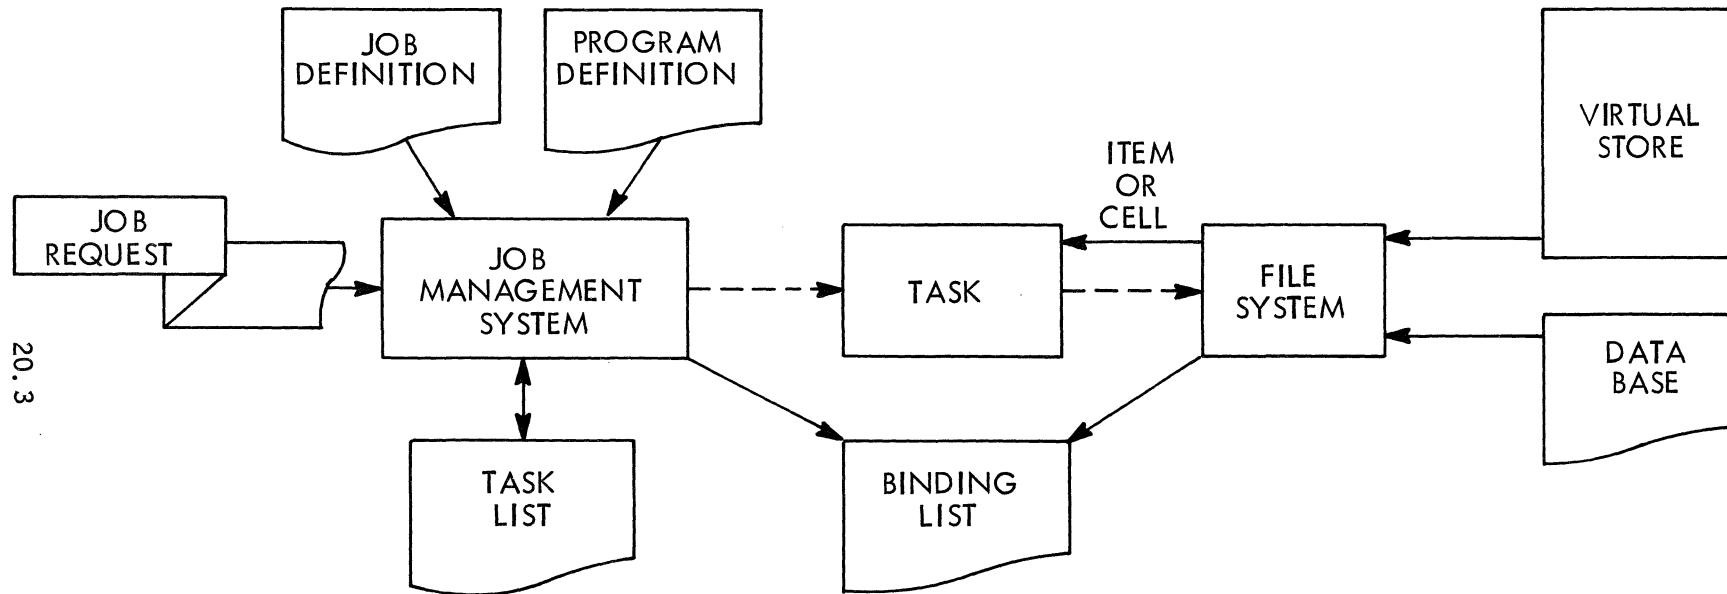 JOB
DEFINITION
PROGRAM
DEFINITION
VIRTUAL
STORE
ITEM
OR
CELL
JOB
REQUEST
JOB
MANAGEMENT
SYSTEM
TASK
FILE
SYSTEM
DATA
BASE
TASK
LIST
BINDING
LIST
20.3